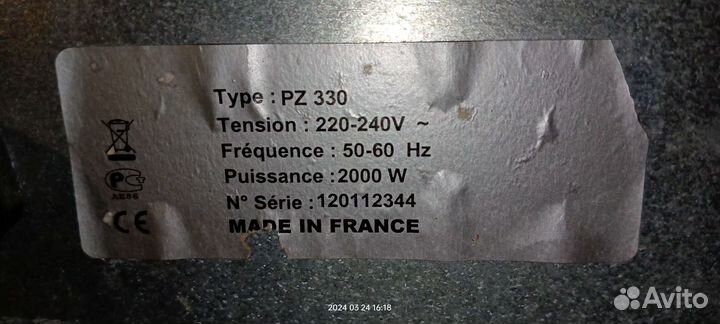 Type : PZ 330
Tension : 220-240V ~
Fréquence : 50-60 Hz
Puissance : 2000 W
N° Série : 120112344
MADE IN FRANCE
АЕ86
CE
2024 03 24 16:18
Avito